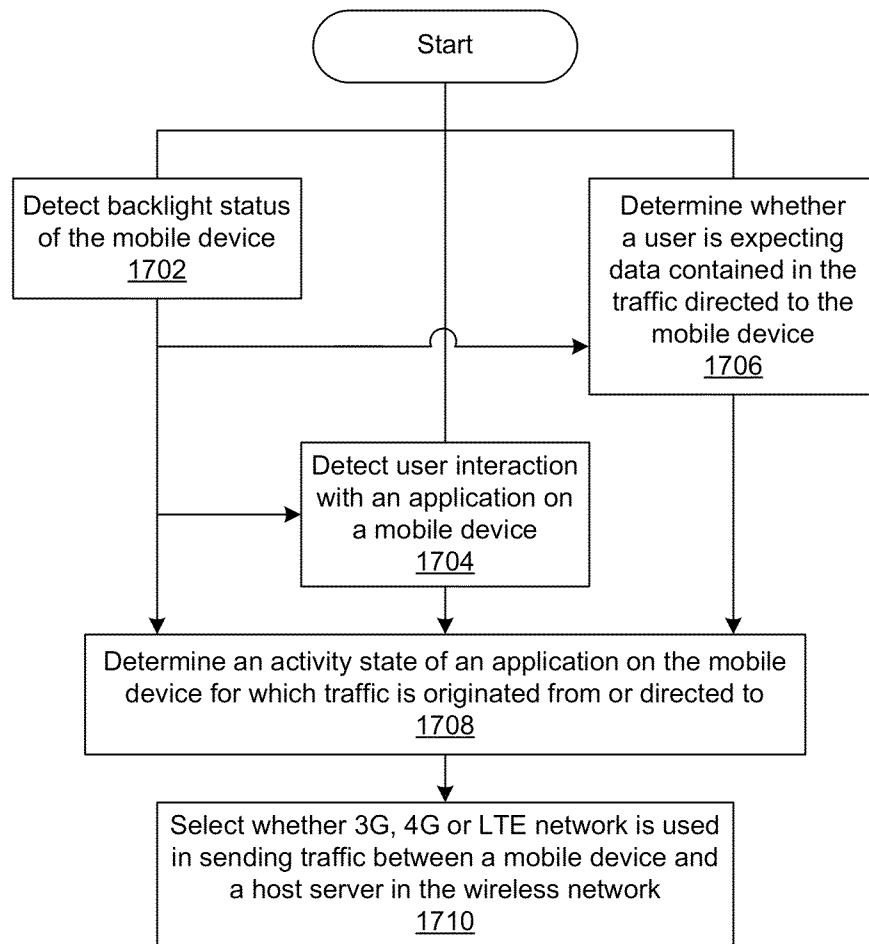 Start
Detect backlight status
of the mobile device
1702
Determine whether
a user is expecting
data contained in the
traffic directed to the
mobile device
1706
Detect user interaction
with an application on
a mobile device
1704
Determine an activity state of an application on the mobile
device for which traffic is originated from or directed to
1708
Select whether 3G, 4G or LTE network is used
in sending traffic between a mobile device and
a host server in the wireless network
1710